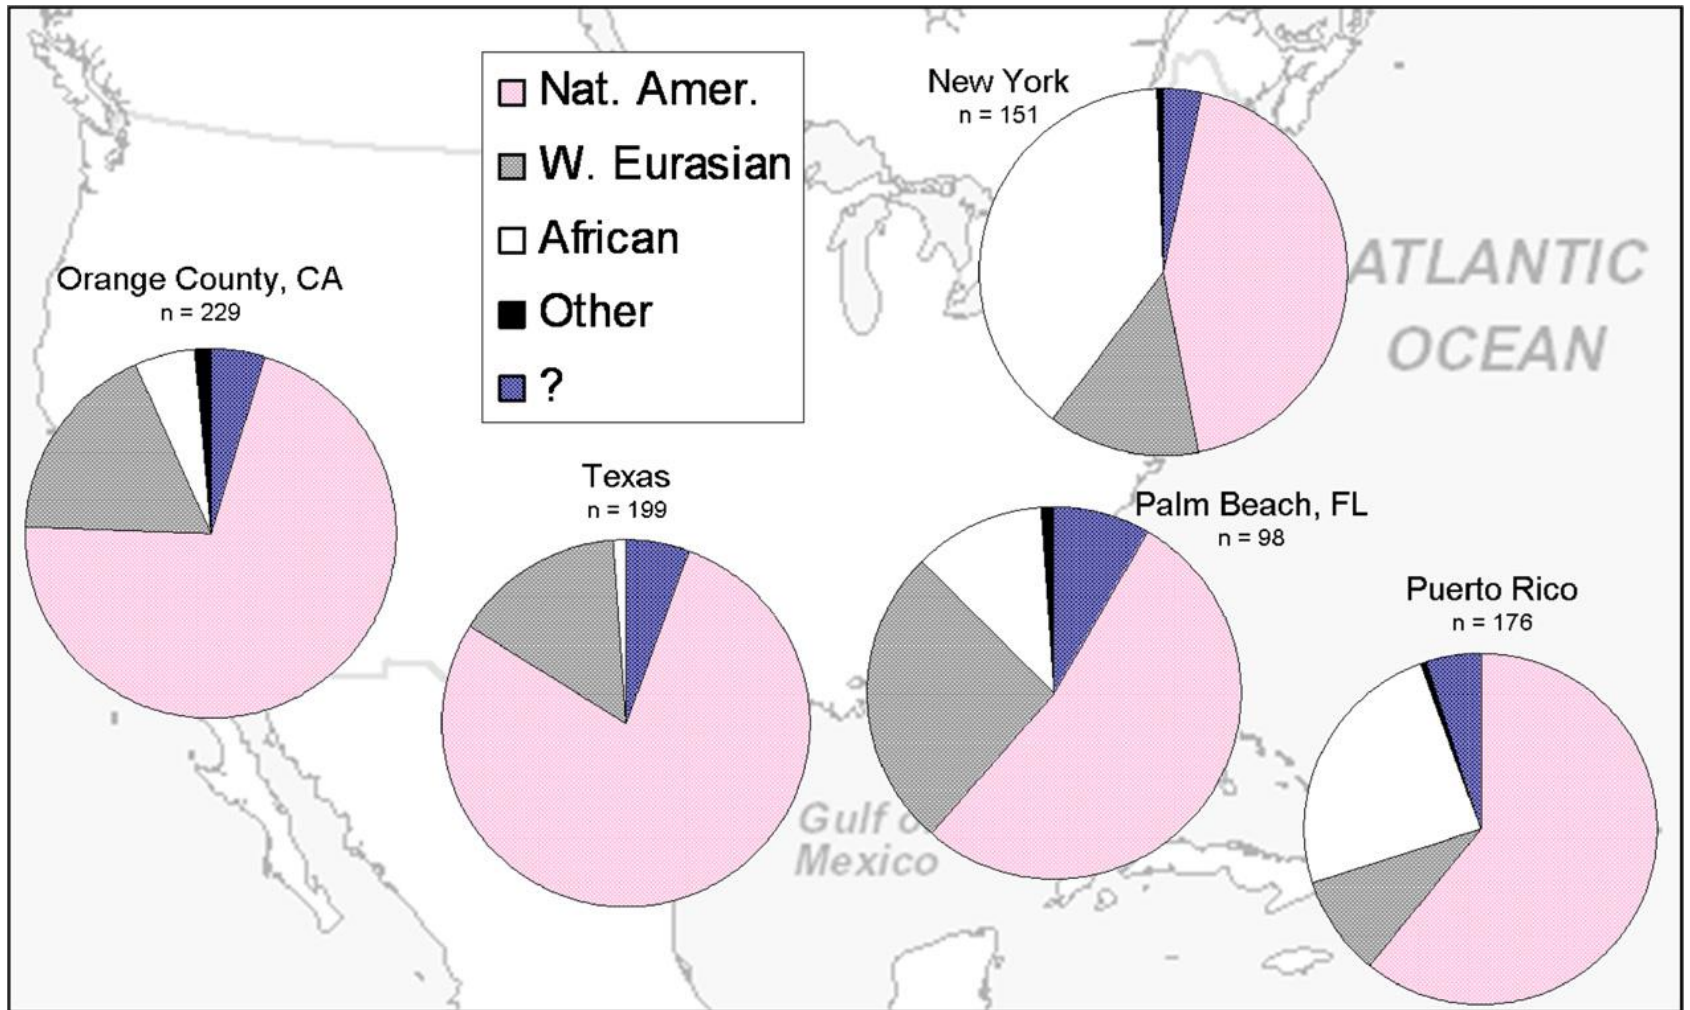 Nat. Amer.
W. Eurasian
African
Other
?
New York
n = 151
Orange County, CA
n = 229
ATLANTIC
OCEAN
Texas
n = 199
Palm Beach, FL
n = 98
Puerto Rico
n = 176
Gulf o
Mexico